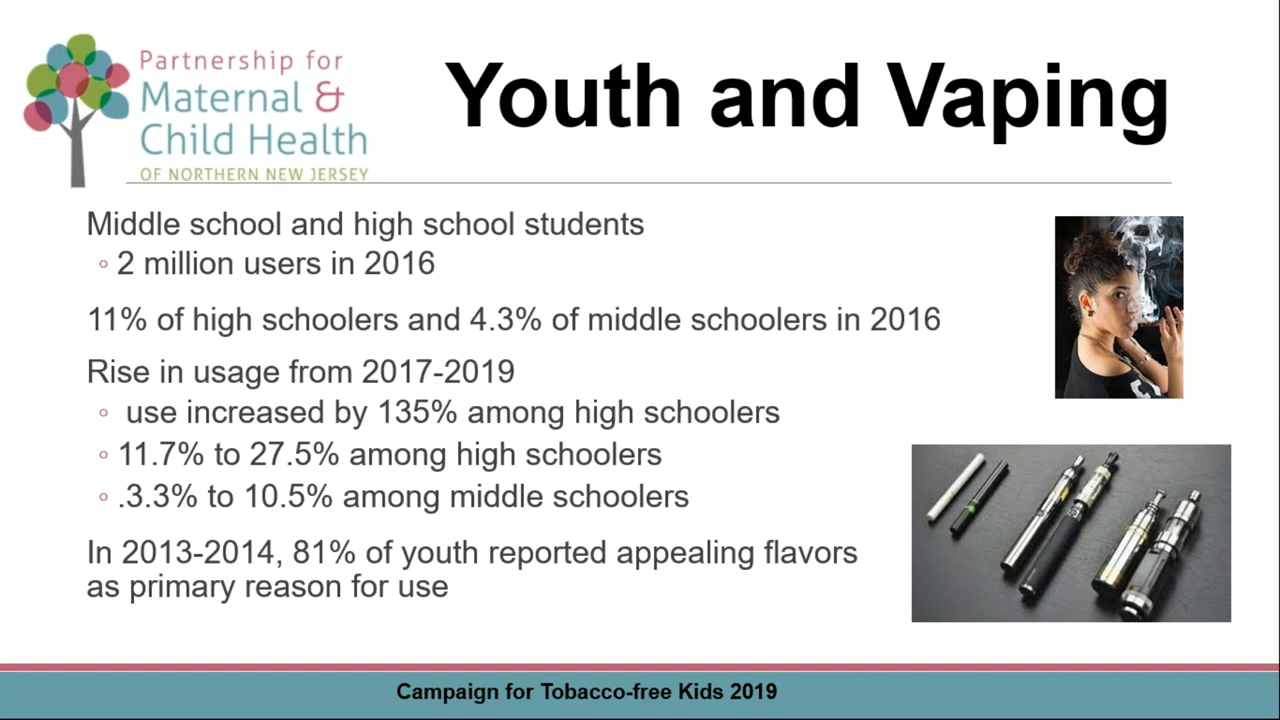 Partnership for
Maternal &
Child Health
OF NORTHERN NEW JERSEY
Youth and Vaping
Middle school and high school students
◦ 2 million users in 2016
11% of high schoolers and 4.3% of middle schoolers in 2016
Rise in usage from 2017-2019
◦ use increased by 135% among high schoolers
◦ 11.7% to 27.5% among high schoolers
◦ .3.3% to 10.5% among middle schoolers
In 2013-2014, 81% of youth reported appealing flavors
as primary reason for use
Campaign for Tobacco-free Kids 2019